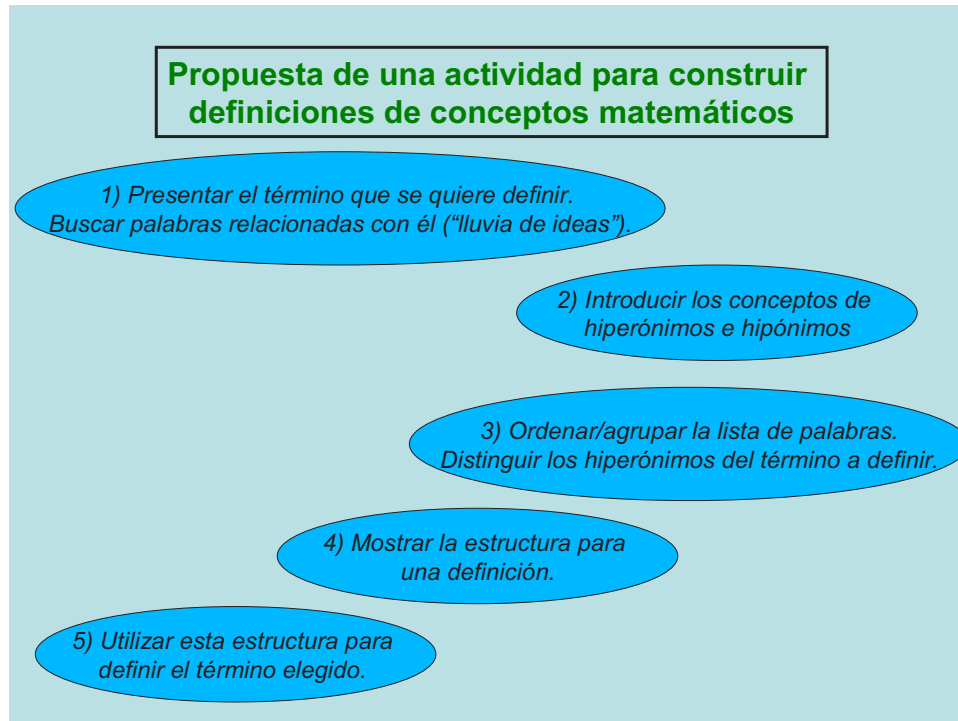 Propuesta de una actividad para construir
definiciones de conceptos matemáticos
1) Presentar el término que se quiere definir.
Buscar palabras relacionadas con él (“lluvia de ideas”).
2) Introducir los conceptos de
hiperónimos e hipónimos
3) Ordenar/agrupar la lista de palabras.
Distinguir los hiperónimos del término a definir.
4) Mostrar la estructura para
una definición.
5) Utilizar esta estructura para
definir el término elegido.